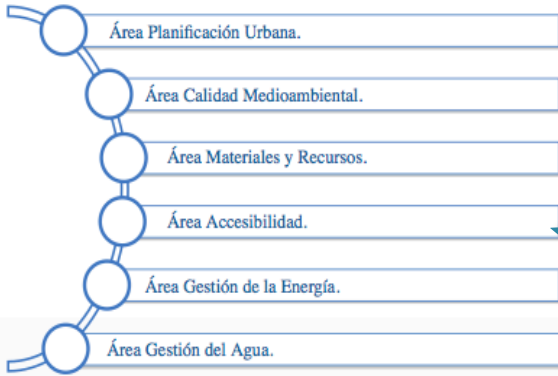 Área Planificación Urbana.
Área Calidad Medioambiental.
Área Materiales y Recursos.
Área Accesibilidad.
Área Gestión de la Energía.
Área Gestión del Agua.